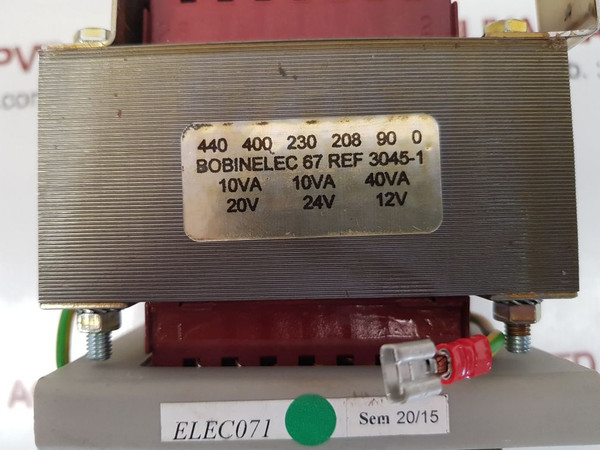 440 400 230 208 90 0
BOBINELEC 67 REF 3045-1
10VA 10VA 40VA
20V 24V 12V
ELEC071 Sem 20/15